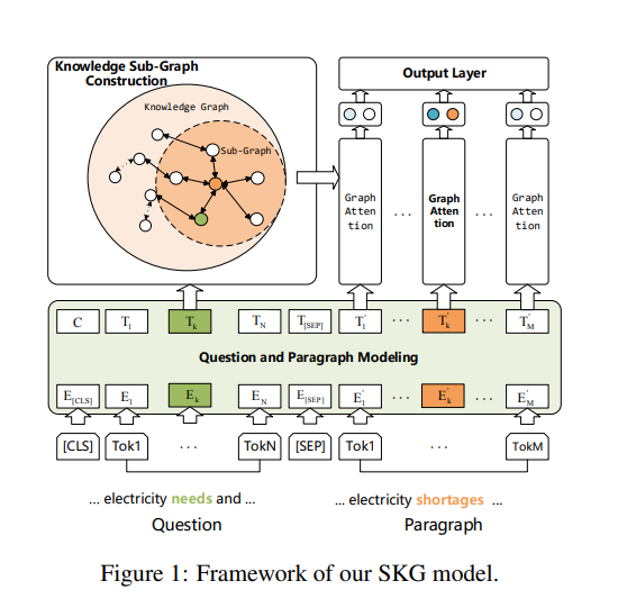 Knowledge Sub-Graph
Construction
Knowledge Graph
Sub-Graph
Output Layer
Graph
Atten
tion
...
Graph
Atten
tion
...
Graph
Atten
tion
C
T1
Tk
TN
T[SEP]
T'1
...
T'k
...
T'M
Question and Paragraph Modeling
E[CLS]
E1
Ek
EN
E[SEP]
E'1
...
E'k
...
E'M
[CLS]
Tok1
...
TokN
[SEP]
Tok1
...
TokM
... electricity needs and ...
... electricity shortages ...
Question
Paragraph
Figure 1: Framework of our SKG model.